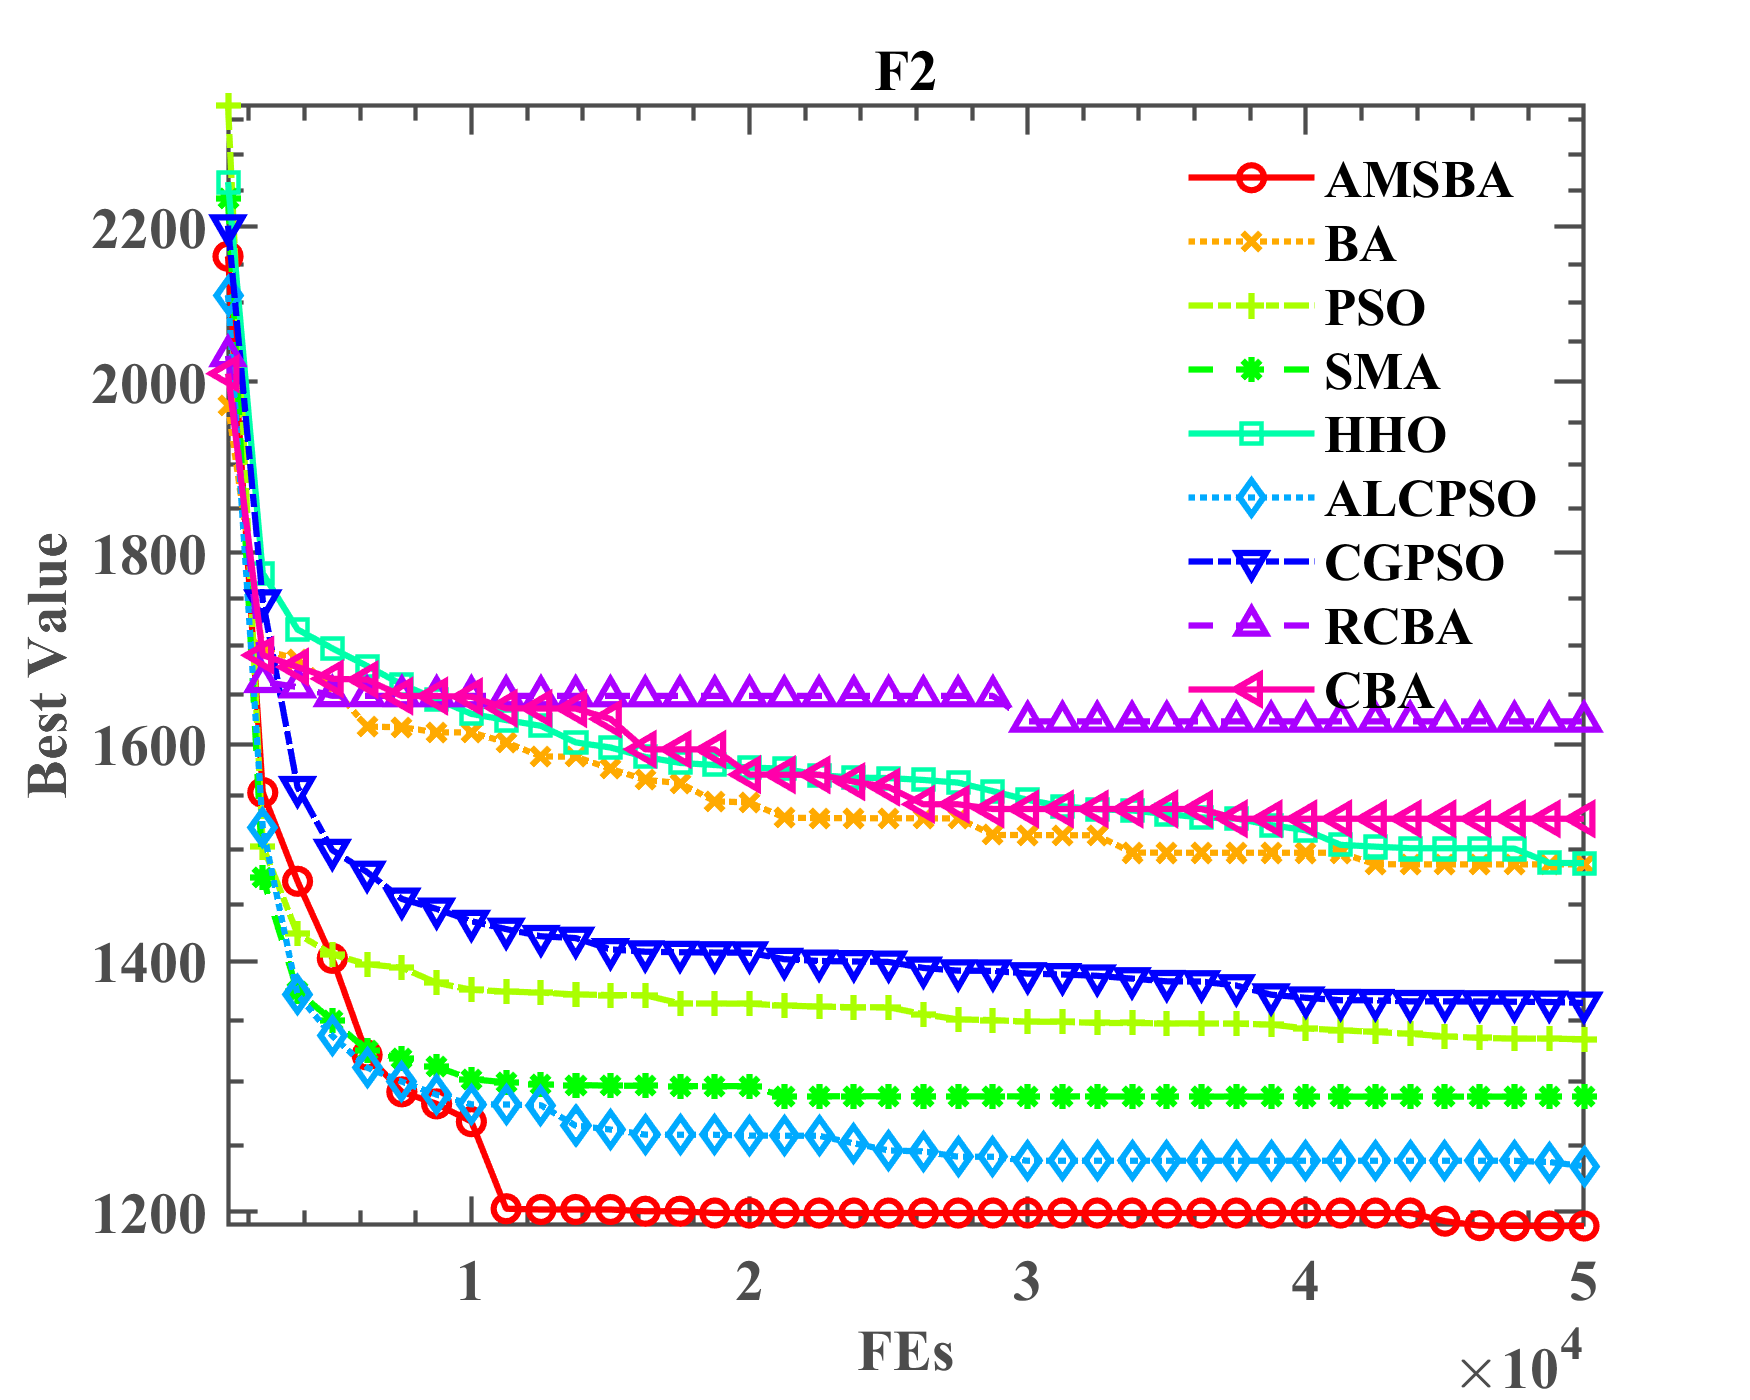 F2
AMSBA
BA
PSO
SMA
HHO
ALCPSO
CGPSO
RCBA
CBA
2200
2000
1800
1600
1400
1200
Best Value
1 2 3 4 5
FEs
×10⁴